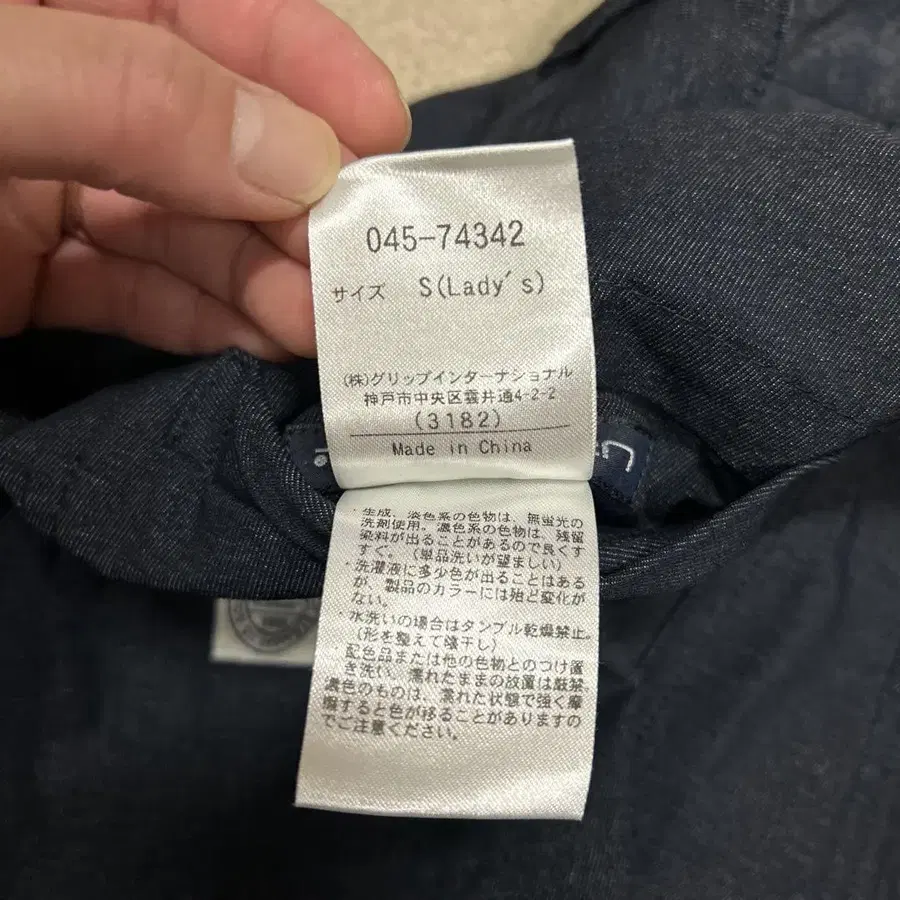 045-74342
サイズ S(Lady's)
(株)グリップインターナショナル
神戸市中央区雲井通4-2-2
(3182)
Made in China
・生成、淡色系の色物は、無蛍光の
洗剤使用。濃色系の色物は、残留
染料が出ることがあるので良くす
すぐ。(単品洗いが望ましい)
・洗濯液に多少色が出ることはある
が、製品のカラーには殆ど変化が
ない。
・水洗いの場合はタンブル乾燥禁止。
(形を整えて陰干し)
配色品または他の色物とのつけ置
き洗い、濡れたままの放置は厳禁
濃色のものは、濡れた状態で強く摩
擦すると色が移ることがありますの
でご注意ください。